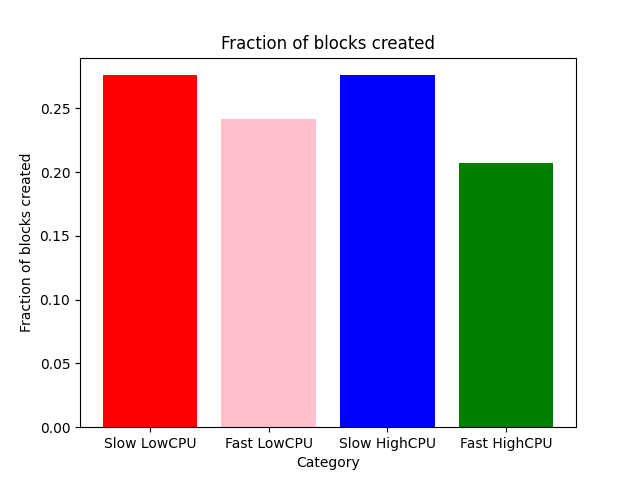 Fraction of blocks created
Fraction of blocks created
0.25
0.20
0.15
0.10
0.05
0.00
Slow LowCPU Fast LowCPU Slow HighCPU Fast HighCPU
Category